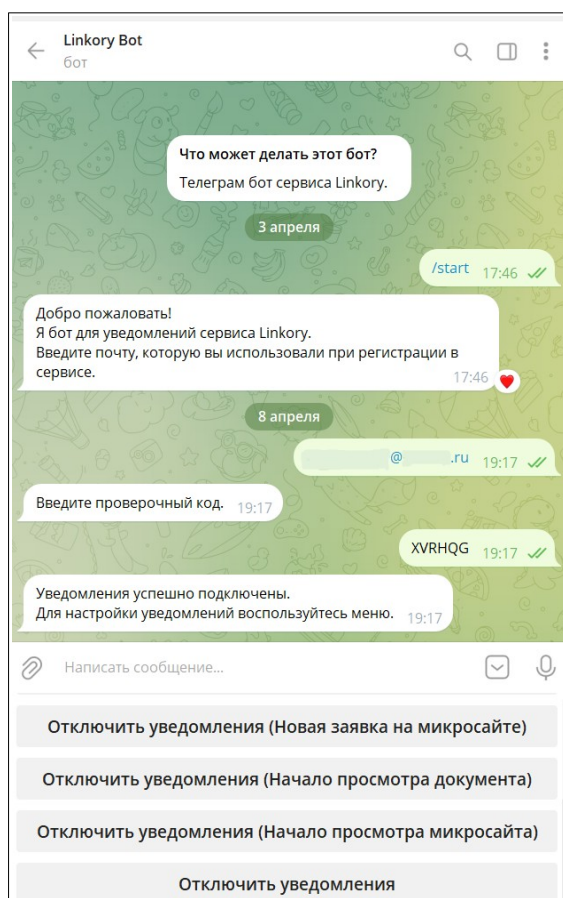 Linkory Bot
бот
Что может делать этот бот?
Телеграм бот сервиса Linkory.
3 апреля
/start 17:46
Добро пожаловать!
Я бот для уведомлений сервиса Linkory.
Введите почту, которую вы использовали при регистрации в
сервисе.
17:46
8 апреля
@ .ru 19:17
Введите проверочный код. 19:17
XVRHQG 19:17
Уведомления успешно подключены.
Для настройки уведомлений воспользуйтесь меню. 19:17
Написать сообщение...
Отключить уведомления (Новая заявка на микросайте)
Отключить уведомления (Начало просмотра документа)
Отключить уведомления (Начало просмотра микросайта)
Отключить уведомления